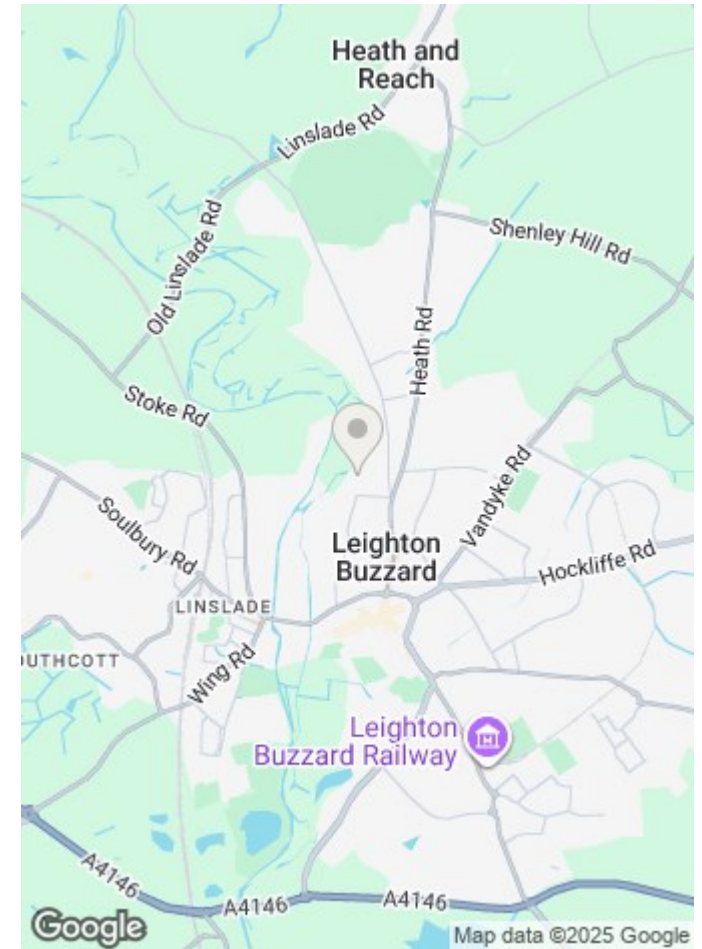 Heath and
Reach
Linslade Rd
Shenley Hill Rd
Old Linslade Rd
Heath Rd
Stoke Rd
Vandyke Rd
Soulbury Rd
Leighton
Buzzard
Hockliffe Rd
LINSLADE
OUTHCOTT
Wing Rd
Leighton
Buzzard Railway
A4146
A4146
A4146
Google
Map data ©2025 Google